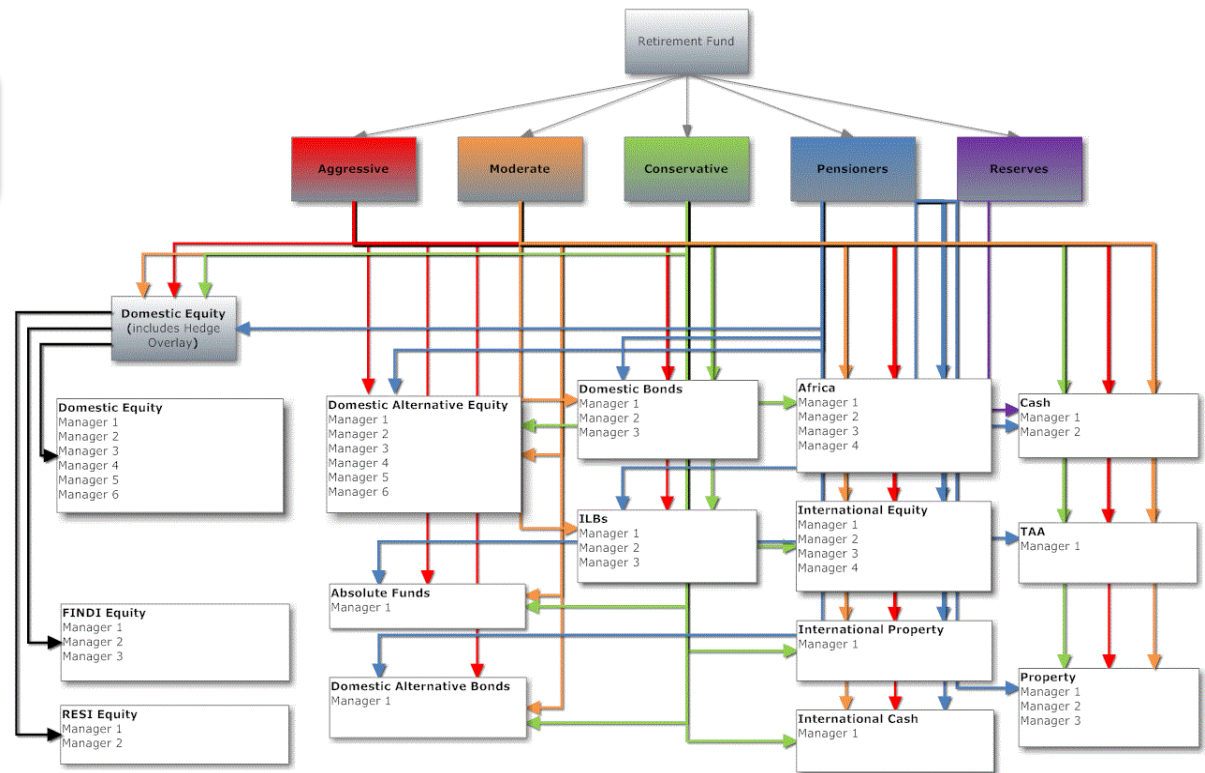 Retirement Fund
Aggressive
Moderate
Conservative
Pensioners
Reserves
Domestic Equity
(includes Hedge
Overlay)
Domestic Equity
Manager 1
Manager 2
Manager 3
Manager 4
Manager 5
Manager 6
FINDI Equity
Manager 1
Manager 2
Manager 3
RESI Equity
Manager 1
Manager 2
Domestic Alternative Equity
Manager 1
Manager 2
Manager 3
Manager 4
Manager 5
Manager 6
Absolute Funds
Manager 1
Domestic Alternative Bonds
Manager 1
Domestic Bonds
Manager 1
Manager 2
Manager 3
ILBs
Manager 1
Manager 2
Manager 3
Africa
Manager 1
Manager 2
Manager 3
Manager 4
International Equity
Manager 1
Manager 2
Manager 3
Manager 4
International Property
Manager 1
International Cash
Manager 1
Cash
Manager 1
Manager 2
TAA
Manager 1
Property
Manager 1
Manager 2
Manager 3